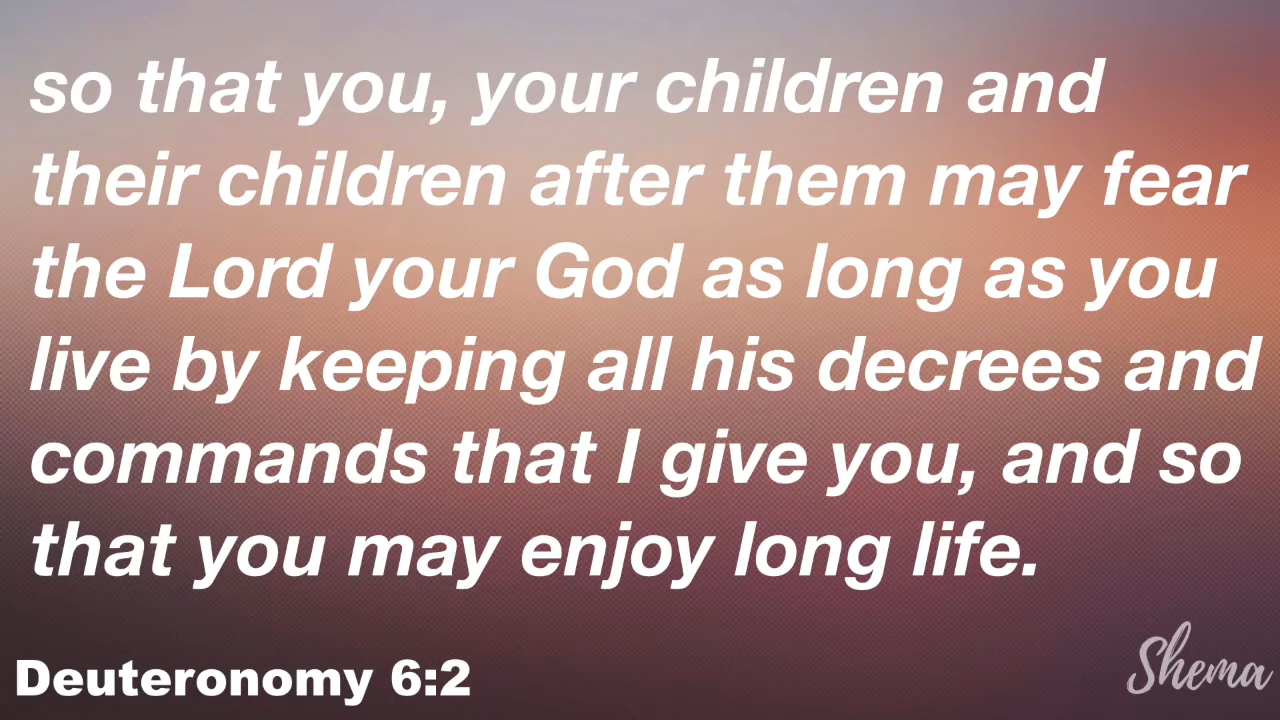 so that you, your children and
their children after them may fear
the Lord your God as long as you
live by keeping all his decrees and
commands that I give you, and so
that you may enjoy long life.
Deuteronomy 6:2
Shema